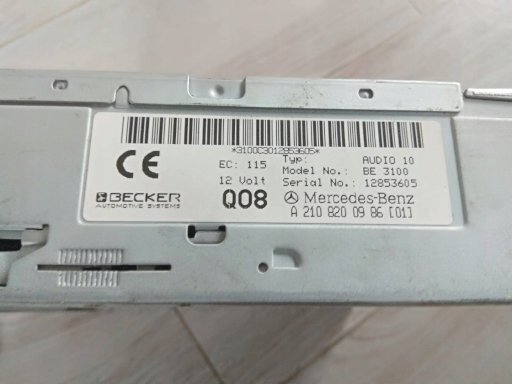 *3100C3012853605*
CE
EC: 115 Typ: AUDIO 10
Model No.: BE 3100
12 Volt Serial No.: 12853605
BECKER
AUTOMOTIVE SYSTEMS
Q08
Mercedes-Benz
A 210 820 09 86 [01]